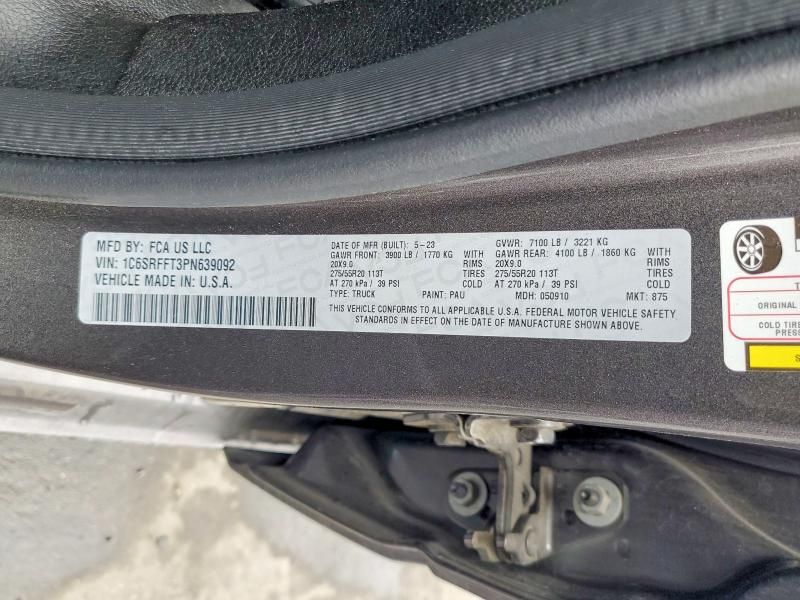 MFD BY: FCA US LLC
VIN: 1C6SRFFT3PN639092
VEHICLE MADE IN U.S.A.
DATE OF MFR (BUILT): 5-23 GVWR: 7100 LB / 3221 KG
GAWR FRONT: 3900 LB / 1770 KG WITH GAWR REAR: 4100 LB / 1860 KG WITH
20X9.0 RIMS 20X9.0 RIMS
275/55R20 113T TIRES 275/55R20 113T TIRES
AT 270 kPa / 39 PSI COLD AT 270 kPa / 39 PSI COLD
TYPE: TRUCK PAINT: PAU MDH: 050910 MKT: 875
THIS VEHICLE CONFORMS TO ALL APPLICABLE U.S.A. FEDERAL MOTOR VEHICLE SAFETY
STANDARDS IN EFFECT ON THE DATE OF MANUFACTURE SHOWN ABOVE.
ORIGINAL
COLD TIRE
PRESS